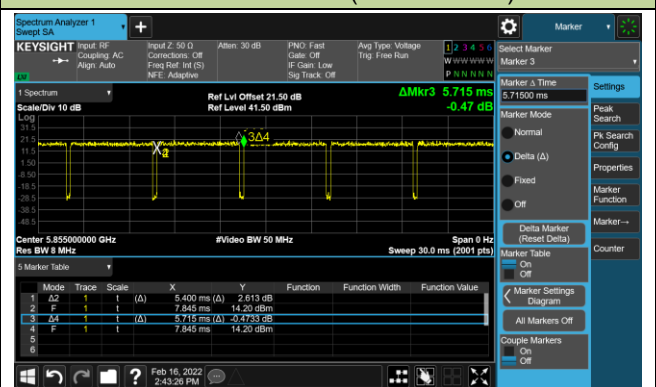 Spectrum Analyzer 1
Swept SA
Marker
KEYSIGHT
Input: RF
Coupling: AC
Align: Auto
Input Z: 50 Ω
Corrections: Off
Freq Ref: Int (S)
NFE: Adaptive
Atten: 30 dB
PNO: Fast
Gate: Off
IF Gain: Low
Sig Track: Off
Avg Type: Voltage
Trig: Free Run
1 2 3 4 5 6
W W W W W W
P N N N N N
Select Marker
Marker 3
1 Spectrum
Scale/Div 10 dB
Log
Ref Lvl Offset 21.50 dB
Ref Level 41.50 dBm
ΔMkr3 5.715 ms
-0.47 dB
31.5
21.5
11.5
1.50
-8.50
-18.5
-28.5
-38.5
-48.5
3Δ4
Center 5.855000000 GHz
Res BW 8 MHz
#Video BW 50 MHz
Span 0 Hz
Sweep 30.0 ms (2001 pts)
5 Marker Table
Mode Trace Scale X Y Function Function Width Function Value
1 Δ2 1 t (Δ) 5.400 ms (Δ) 2.613 dB
2 F 1 t 7.845 ms 14.20 dBm
3 Δ4 1 t (Δ) 5.715 ms (Δ) -0.4733 dB
4 F 1 t 7.845 ms 14.20 dBm
5
6
Marker Δ Time
5.71500 ms
Marker Mode
Normal
Delta (Δ)
Fixed
Off
Delta Marker
(Reset Delta)
Marker Table
On
Off
Marker Settings
Diagram
All Markers Off
Couple Markers
On
Off
Settings
Peak
Search
Pk Search
Config
Properties
Marker
Function
Marker→
Counter
?
Feb 16, 2022
2:43:26 PM